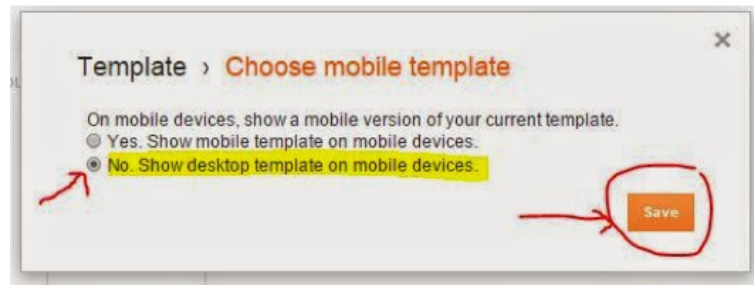 Template › Choose mobile template
On mobile devices, show a mobile version of your current template.
Yes. Show mobile template on mobile devices.
No. Show desktop template on mobile devices.
Save